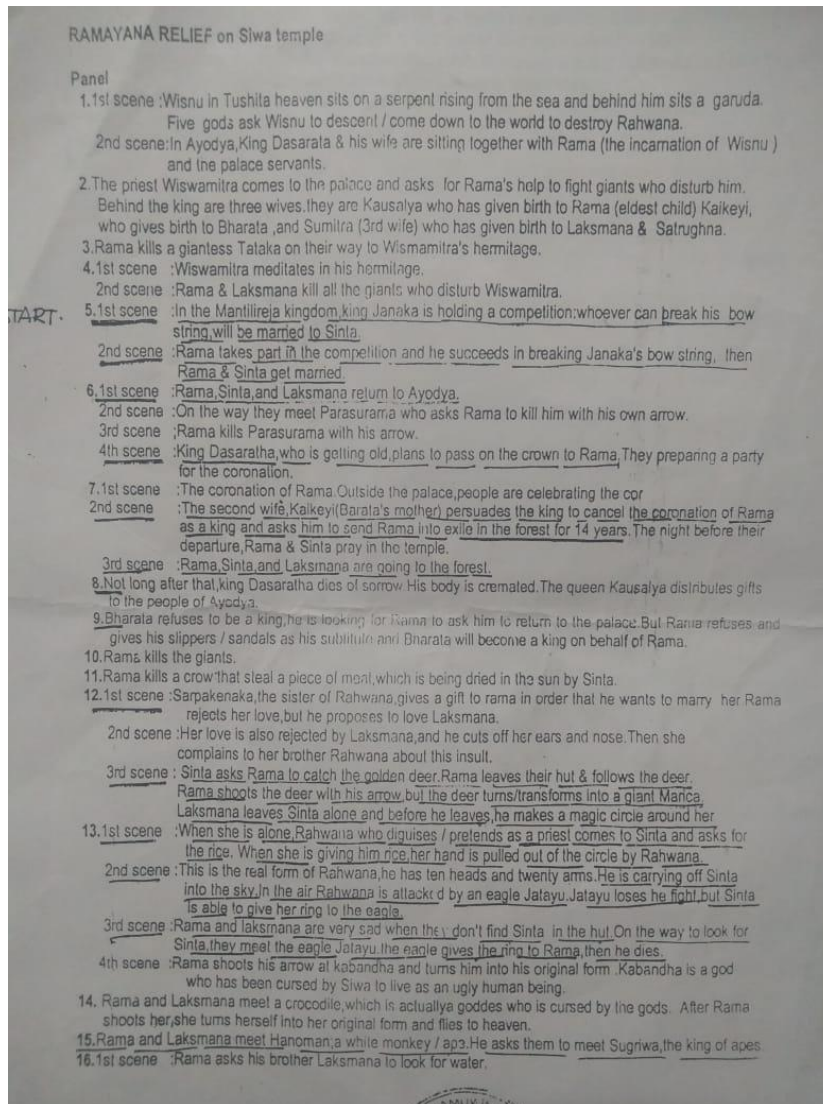 RAMAYANA RELIEF on Siwa temple
Panel
1.1st scene :Wisnu in Tushita heaven sits on a serpent rising from the sea and behind him sits a garuda.
Five gods ask Wisnu to descent / come down to the world to destroy Rahwana.
2nd scene:In Ayodya,King Dasarata & his wife are sitting together with Rama (the incarnation of Wisnu )
and the palace servants.
2.The priest Wiswamitra comes to the palace and asks for Rama's help to fight giants who disturb him.
Behind the king are three wives.they are Kausalya who has given birth to Rama (eldest child) Kaikeyi,
who gives birth to Bharata ,and Sumitra (3rd wife) who has given birth to Laksmana & Satrughna.
3.Rama kills a giantess Tataka on their way to Wismamitra's hermitage.
4.1st scene :Wiswamitra meditates in his hermitage.
2nd scene :Rama & Laksmana kill all the giants who disturb Wiswamitra.
TART. 5.1st scene :In the Mantilireja kingdom,king Janaka is holding a competition:whoever can break his bow
string,will be married to Sinta.
2nd scene :Rama takes part in the competition and he succeeds in breaking Janaka's bow string, then
Rama & Sinta get married.
6.1st scene :Rama,Sinta,and Laksmana return to Ayodya.
2nd scene :On the way they meet Parasurama who asks Rama to kill him with his own arrow.
3rd scene ;Rama kills Parasurama with his arrow.
4th scene :King Dasaratha,who is getting old,plans to pass on the crown to Rama,They preparing a party
for the coronation.
7.1st scene :The coronation of Rama.Outside the palace,people are celebrating the cor
2nd scene :The second wife,Kaikeyi(Barata's mother) persuades the king to cancel the coronation of Rama
as a king and asks him to send Rama into exile in the forest for 14 years.The night before their
departure,Rama & Sinta pray in the temple.
3rd scene :Rama,Sinta,and Laksmana are going to the forest.
8.Not long after that,king Dasaratha dies of sorrow.His body is cremated.The queen Kausalya distributes gifts
to the people of Ayodya.
9.Bharata refuses to be a king,he is looking for Rama to ask him to return to the palace.But Rama refuses and
gives his slippers / sandals as his and Bharata will become a king on behalf of Rama.
10.Rama kills the giants.
11.Rama kills a crow that steal a piece of meat,which is being dried in the sun by Sinta.
12.1st scene :Sarpakenaka,the sister of Rahwana,gives a gift to rama in order that he wants to marry her Rama
rejects her love,but he proposes to love Laksmana.
2nd scene :Her love is also rejected by Laksmana,and he cuts off her ears and nose.Then she
complains to her brother Rahwana about this insult.
3rd scene : Sinta asks Rama to catch the golden deer.Rama leaves their hut & follows the deer.
Rama shoots the deer with his arrow,but the deer turns/transforms into a giant Marica,
Laksmana leaves Sinta alone and before he leaves,he makes a magic circle around her
13.1st scene :When she is alone,Rahwana who diguises / pretends as a priest comes to Sinta and asks for
the rice. When she is giving him rice,her hand is pulled out of the circle by Rahwana.
2nd scene :This is the real form of Rahwana,he has ten heads and twenty arms.He is carrying off Sinta
into the sky.In the air Rahwana is attacked by an eagle Jatayu.Jatayu loses he fight,but Sinta
is able to give her ring to the eagle.
3rd scene :Rama and laksmana are very sad when they don't find Sinta in the hut.On the way to look for
Sinta,they meet the eagle Jatayu.the eagle gives the ring to Rama,then he dies.
4th scene :Rama shoots his arrow at kabandha and turns him into his original form .Kabandha is a god
who has been cursed by Siwa to live as an ugly human being.
14. Rama and Laksmana meet a crocodile,which is actuallya goddes who is cursed by the gods. After Rama
shoots her,she turns herself into her original form and flies to heaven.
15.Rama and Laksmana meet Hanoman;a while monkey / ape.He asks them to meet Sugriwa,the king of apes
16.1st scene :Rama asks his brother Laksmana to look for water.